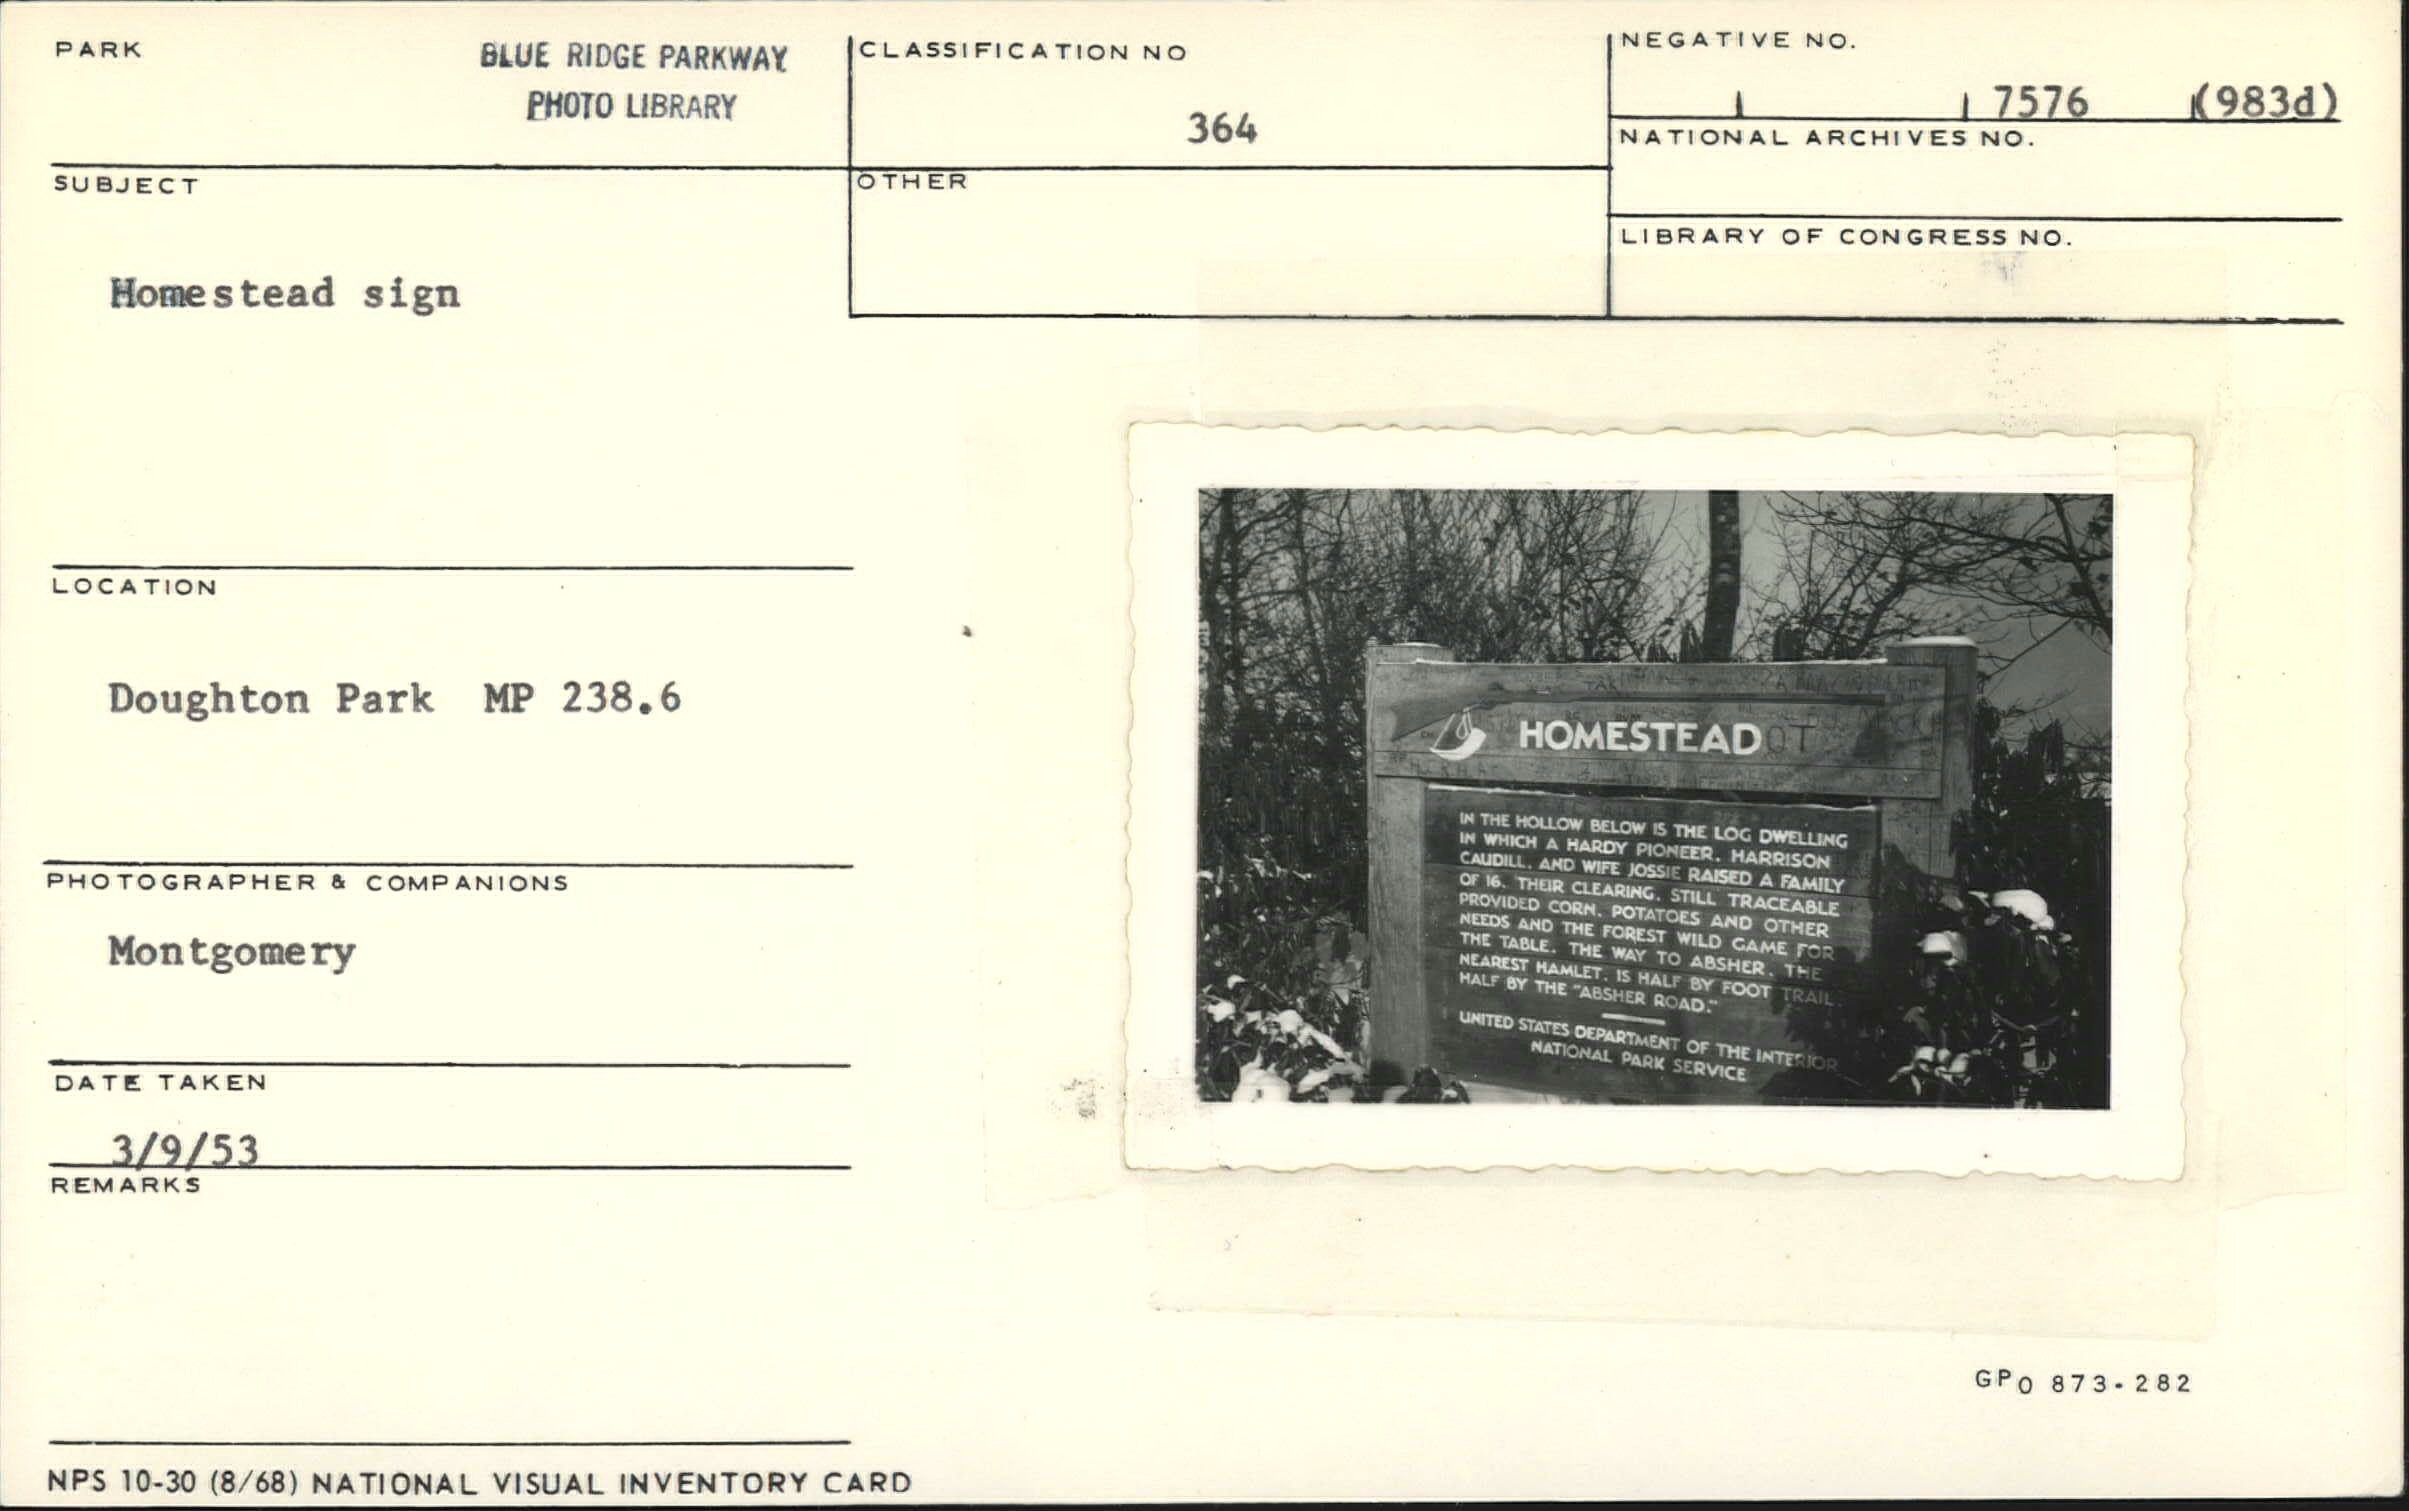 PARK
BLUE RIDGE PARKWAY
PHOTO LIBRARY
CLASSIFICATION NO
364
NEGATIVE NO.
7576 (983d)
NATIONAL ARCHIVES NO.
SUBJECT
OTHER
LIBRARY OF CONGRESS NO.
Homestead sign
LOCATION
Doughton Park MP 238.6
PHOTOGRAPHER & COMPANIONS
Montgomery
DATE TAKEN
3/9/53
REMARKS
HOMESTEAD
IN THE HOLLOW BELOW IS THE LOG DWELLING
IN WHICH A HARDY PIONEER, HARRISON
CAUDILL, AND WIFE JOSSIE RAISED A FAMILY
OF 16. THEIR CLEARING, STILL TRACEABLE
PROVIDED CORN, POTATOES AND OTHER
NEEDS AND THE FOREST WILD GAME FOR
THE TABLE. THE WAY TO ABSHER, THE
NEAREST HAMLET, IS HALF BY FOOT TRAIL,
HALF BY THE "ABSHER ROAD."
UNITED STATES DEPARTMENT OF THE INTERIOR
NATIONAL PARK SERVICE
GPO 873-282
NPS 10-30 (8/68) NATIONAL VISUAL INVENTORY CARD